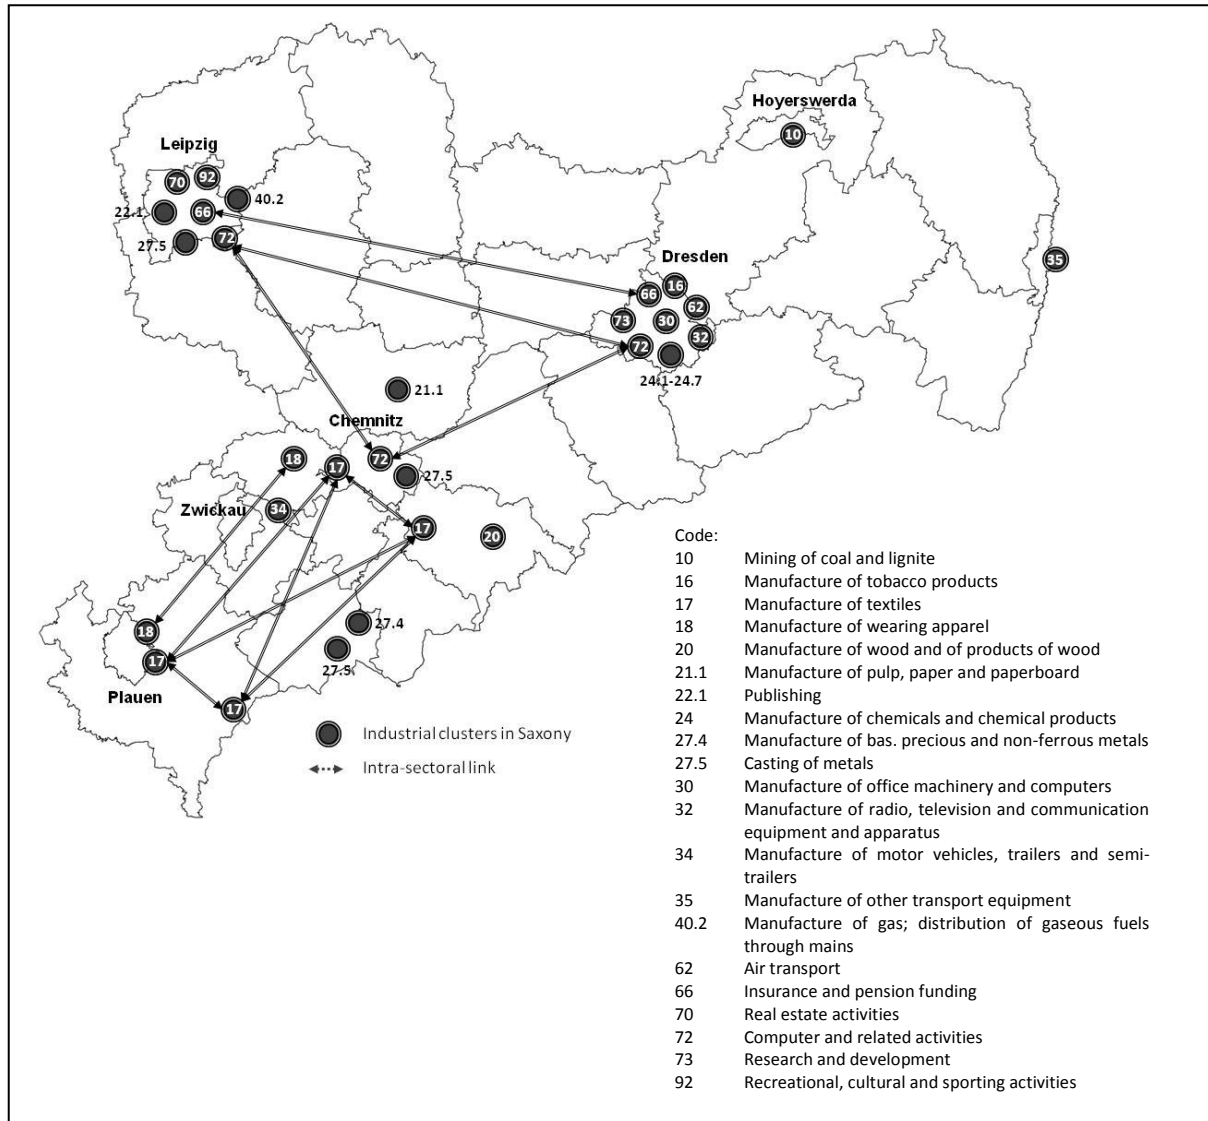 Hoyerswerda
10
Leipzig
70
92
40.2
22.1
66
27.5
72
35
Dresden
16
66
62
73
30
32
72
24.1-24.7
21.1
Chemnitz
18
17
72
27.5
Zwickau
34
17
20
18
27.4
17
27.5
Plauen
17
Industrial clusters in Saxony
Intra-sectoral link
Code:
10 Mining of coal and lignite
16 Manufacture of tobacco products
17 Manufacture of textiles
18 Manufacture of wearing apparel
20 Manufacture of wood and of products of wood
21.1 Manufacture of pulp, paper and paperboard
22.1 Publishing
24 Manufacture of chemicals and chemical products
27.4 Manufacture of bas. precious and non-ferrous metals
27.5 Casting of metals
30 Manufacture of office machinery and computers
32 Manufacture of radio, television and communication
equipment and apparatus
34 Manufacture of motor vehicles, trailers and semi-
trailers
35 Manufacture of other transport equipment
40.2 Manufacture of gas; distribution of gaseous fuels
through mains
62 Air transport
66 Insurance and pension funding
70 Real estate activities
72 Computer and related activities
73 Research and development
92 Recreational, cultural and sporting activities